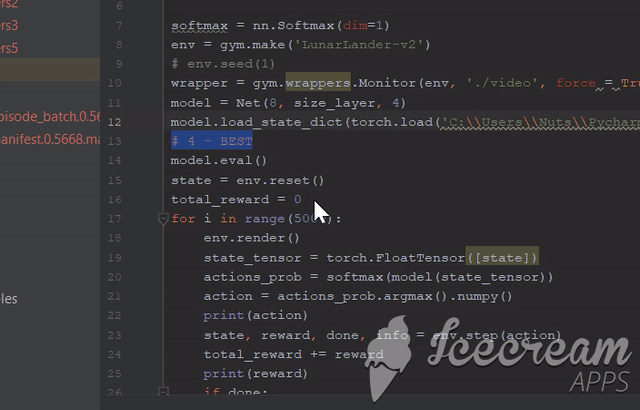 ers2
ers3
ers5
pisode_batch.0.56
anifest.0.5668.ma
les
6
7 softmax = nn.Softmax(dim=1)
8 env = gym.make('LunarLander-v2')
9 # env.seed(1)
10 wrapper = gym.wrappers.Monitor(env, './video', force = Tru
11 model = Net(8, size_layer, 4)
12 model.load_state_dict(torch.load('C:\\Users\\Nuts\\Pycharm
13 # 4 - BEST
14 model.eval()
15 state = env.reset()
16 total_reward = 0
17 for i in range(500):
18 env.render()
19 state_tensor = torch.FloatTensor([state])
20 actions_prob = softmax(model(state_tensor))
21 action = actions_prob.argmax().numpy()
22 print(action)
23 state, reward, done, info = env.step(action)
24 total_reward += reward
25 print(reward)
26 if done:
Icecream
APPS